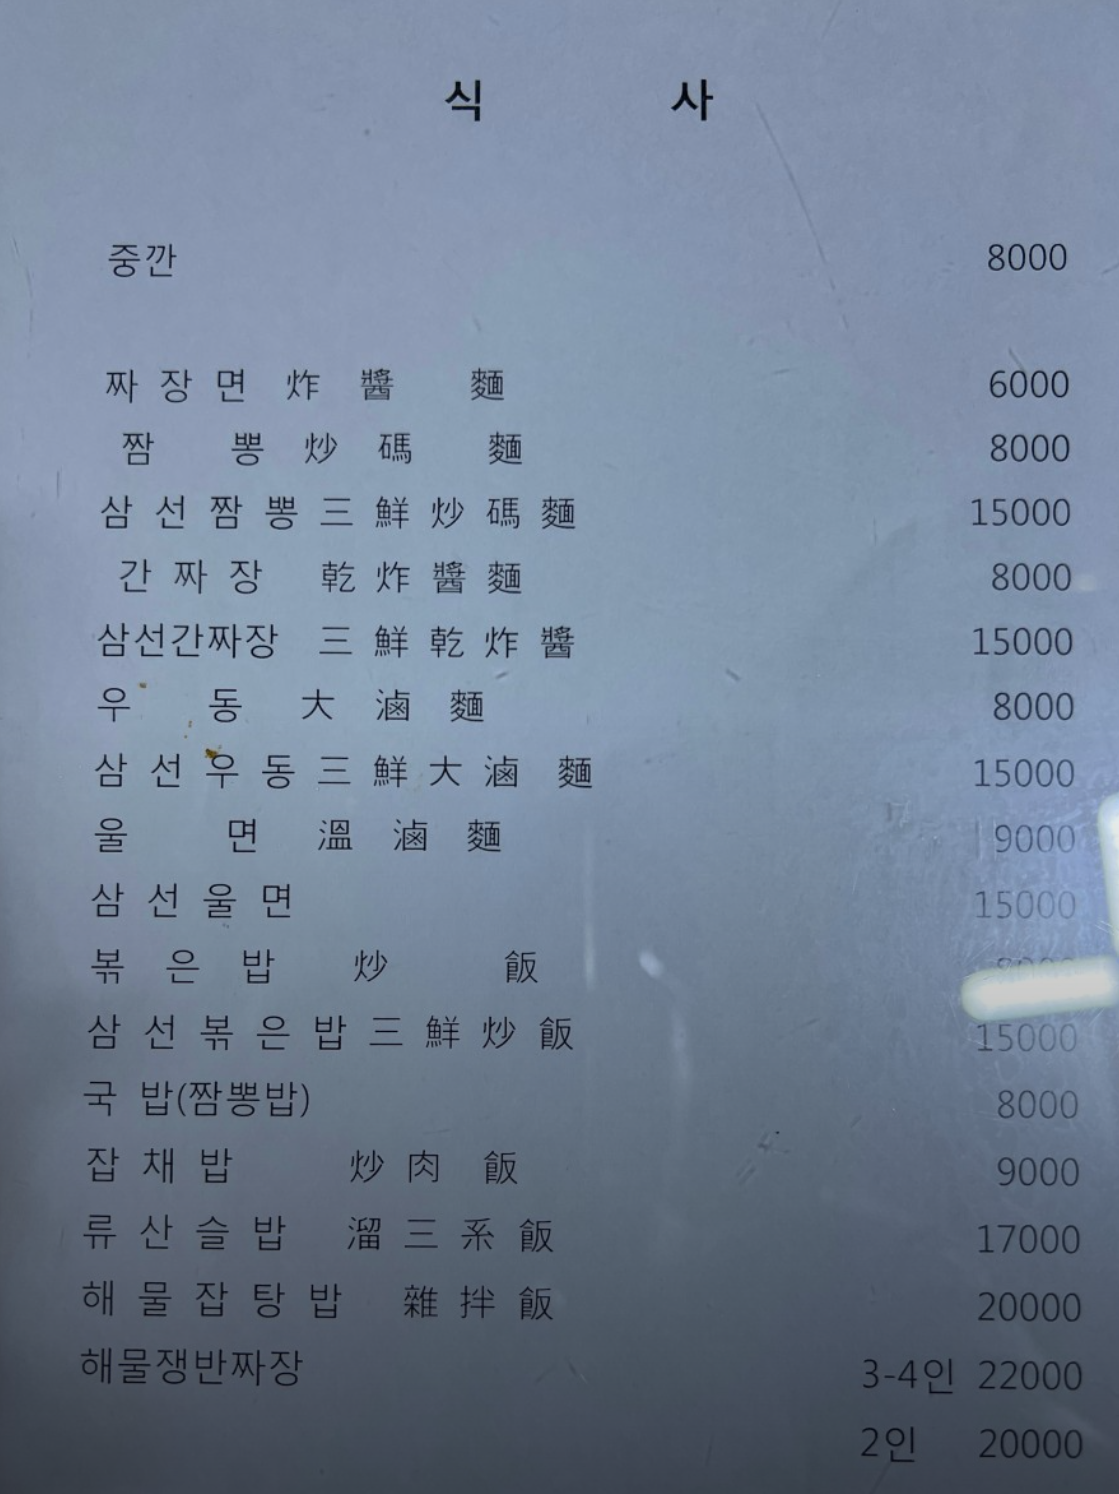 식 사
중깐 8000
짜 장 면 炸 醬 麵 6000
짬 뽕 炒 碼 麵 8000
삼 선 짬 뽕 三 鮮 炒 碼 麵 15000
간 짜 장 乾 炸 醬 麵 8000
삼선간짜장 三 鮮 乾 炸 醬 15000
우 동 大 滷 麵 8000
삼 선 우 동 三 鮮 大 滷 麵 15000
울 면 溫 滷 麵 9000
삼 선 울 면 15000
볶 은 밥 炒 飯
삼 선 볶 은 밥 三 鮮 炒 飯 15000
국 밥(짬뽕밥) 8000
잡 채 밥 炒 肉 飯 9000
류 산 슬 밥 溜 三 系 飯 17000
해 물 잡 탕 밥 雜 拌 飯 20000
해물쟁반짜장 3-4인 22000
2인 20000